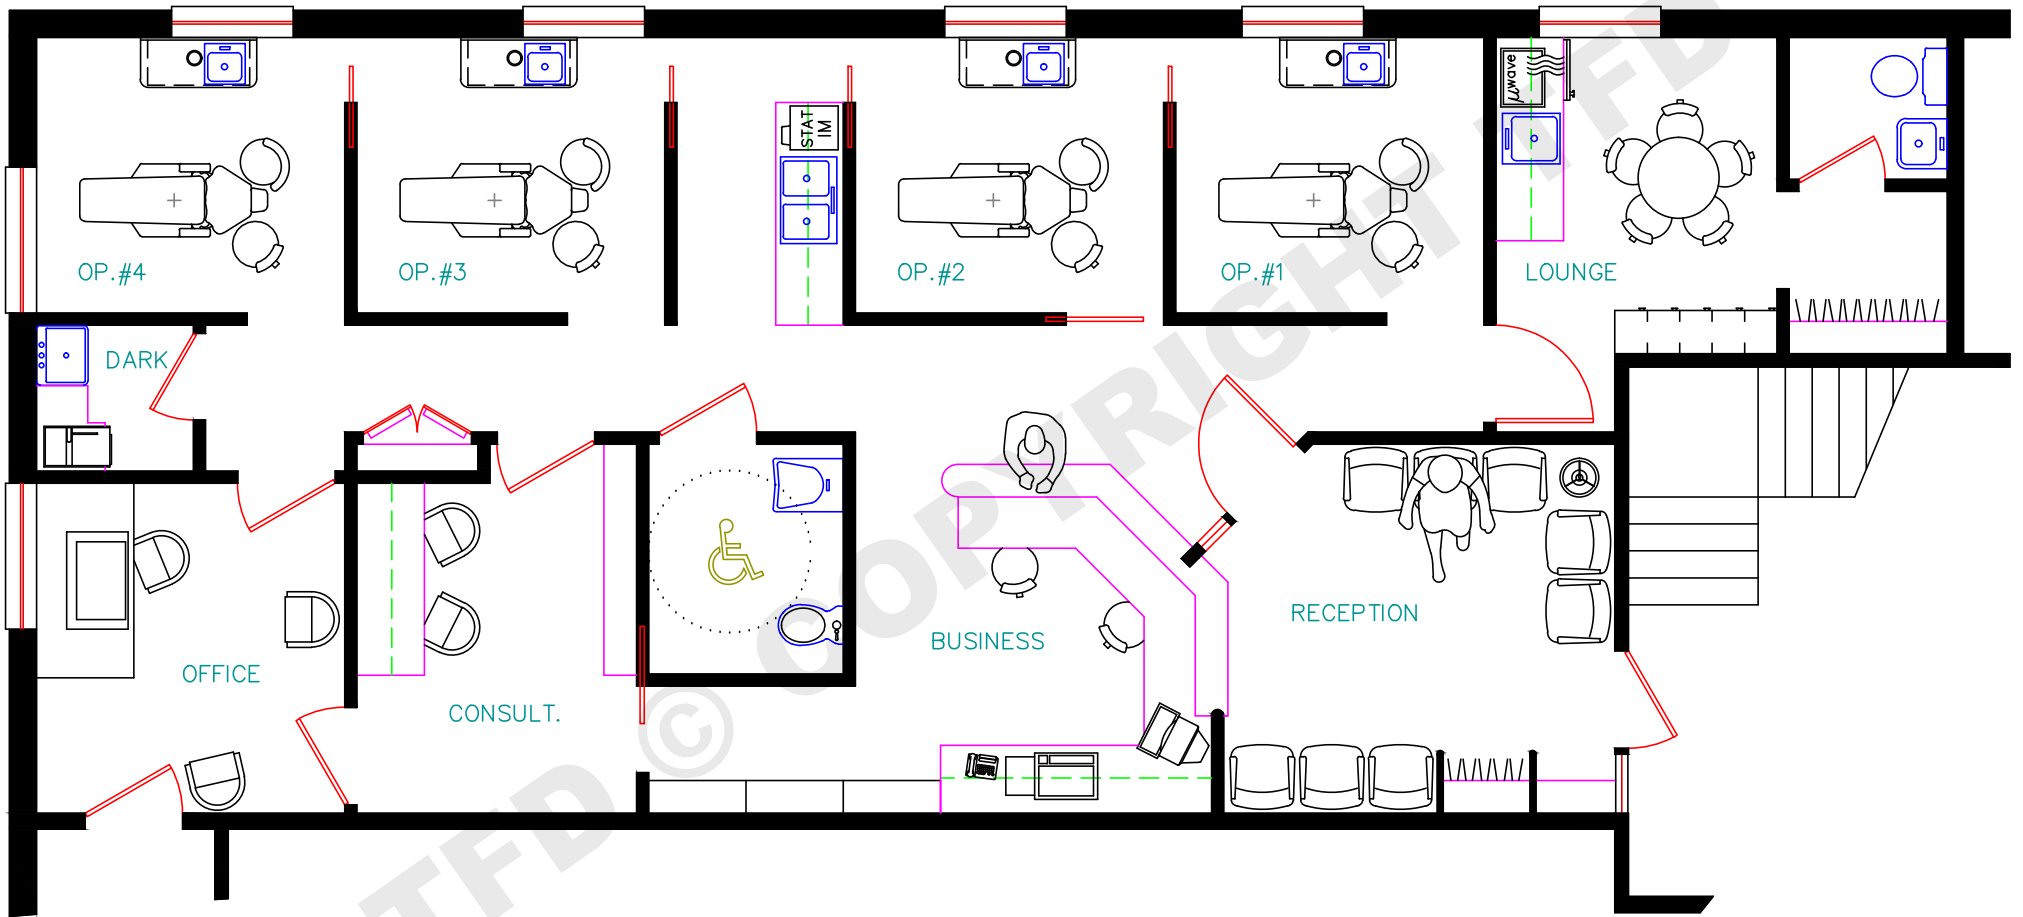 μwave
STAT
IM
OP.#4
OP.#3
OP.#2
OP.#1
LOUNGE
DARK
RECEPTION
BUSINESS
OFFICE
CONSULT.
TFD © COPYRIGHT TFD